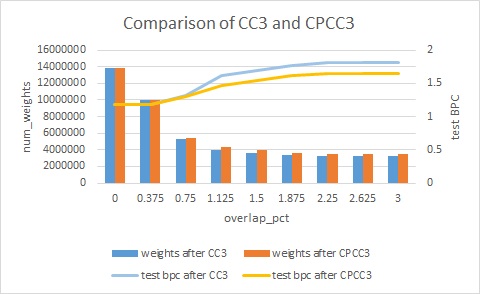 Comparison of CC3 and CPCC3
16000000
14000000
12000000
10000000
8000000
6000000
4000000
2000000
0
num_weights
2
1.5
1
0.5
0
test BPC
0 0.375 0.75 1.125 1.5 1.875 2.25 2.625 3
overlap_pct
weights after CC3 weights after CPCC3
test bpc after CC3 test bpc after CPCC3